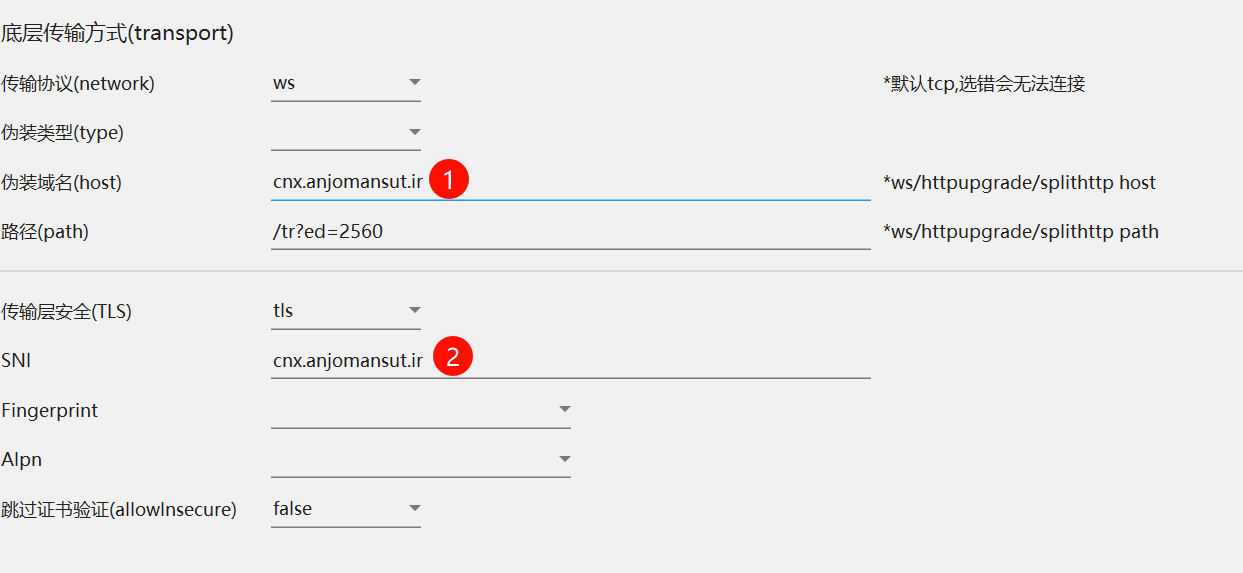 底层传输方式(transport)
传输协议(network) ws *默认tcp,选错会无法连接
伪装类型(type)
伪装域名(host) cnx.anjomansut.ir 1 *ws/httpupgrade/splithttp host
路径(path) /tr?ed=2560 *ws/httpupgrade/splithttp path
传输层安全(TLS) tls
SNI cnx.anjomansut.ir 2
Fingerprint
Alpn
跳过证书验证(allowInsecure) false